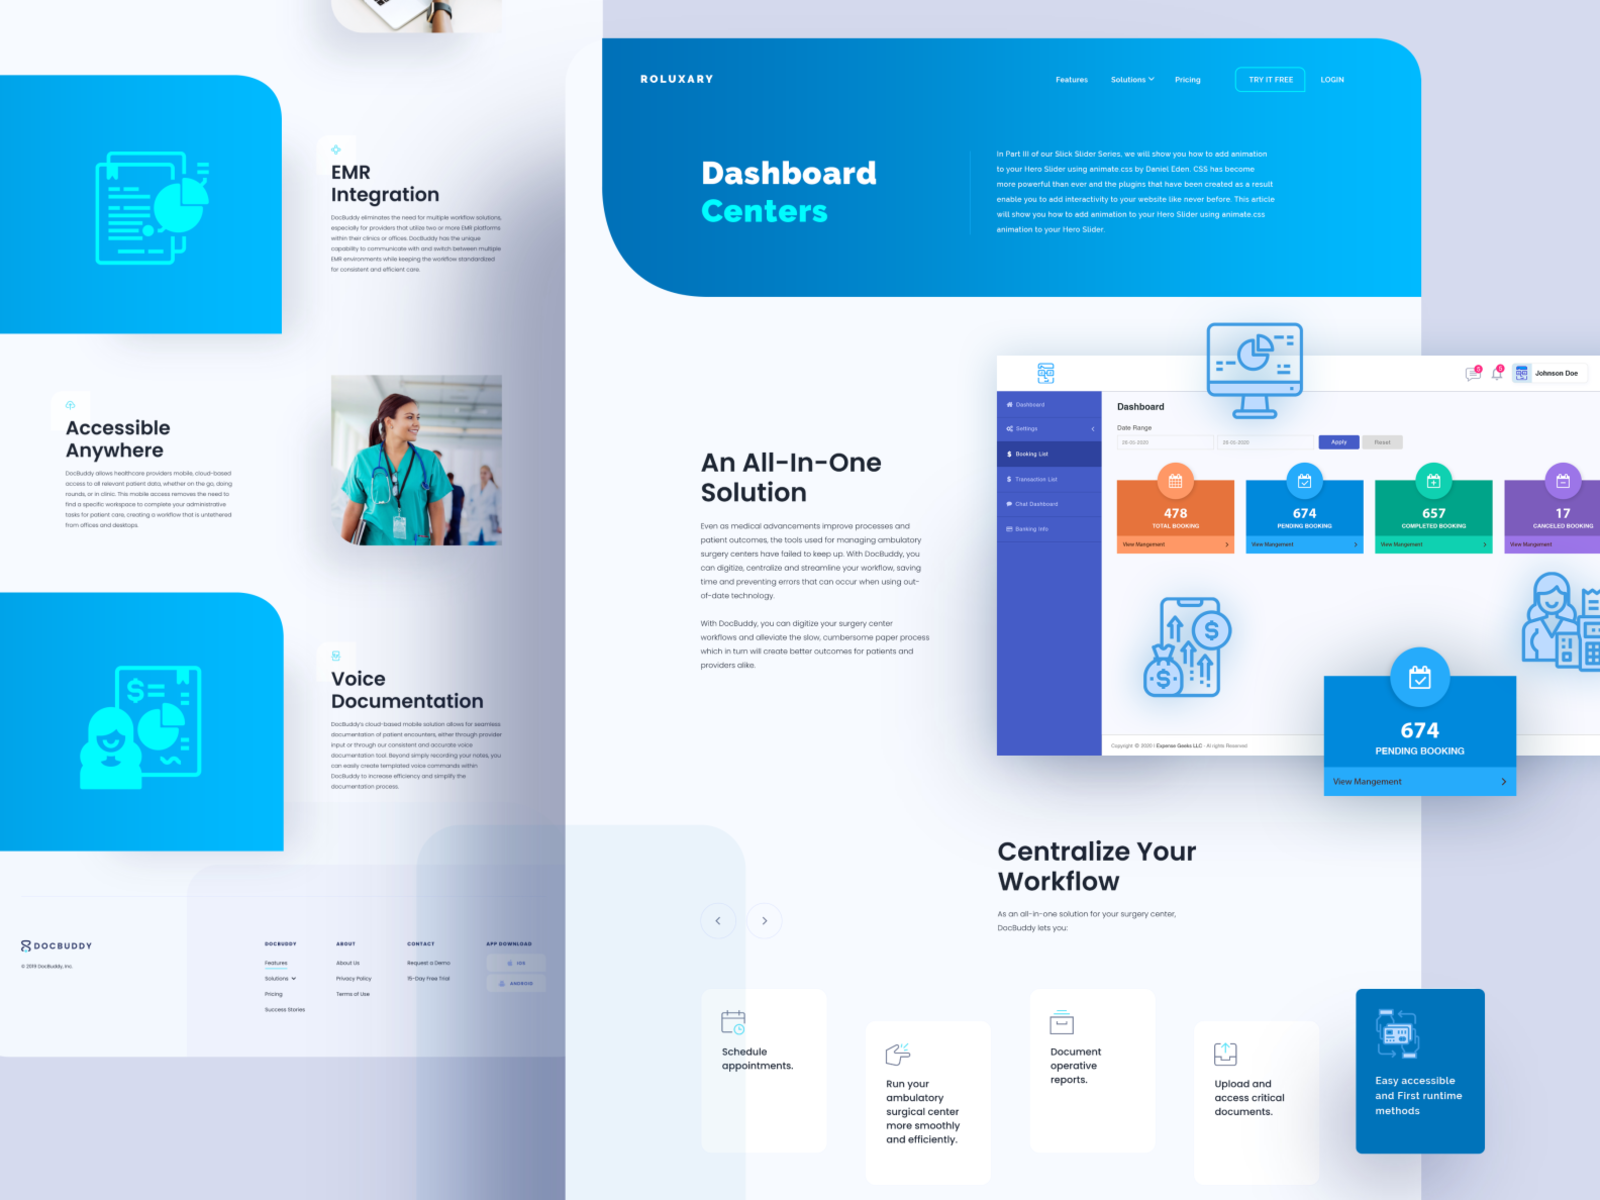 EMR
Integration
DocBuddy eliminates the need for multiple workflow solutions,
especially for providers that utilize two or more EMR platforms
within their clinics or offices. DocBuddy has the unique
capability to communicate with and switch between multiple
EMR environments while keeping the workflow standardized
for consistent and efficient care.
Accessible
Anywhere
DocBuddy allows healthcare providers mobile, cloud-based
access to all relevant patient data, whether on the go, doing
rounds, or in clinic. This mobile access removes the need to
find a specific workspace to complete your administrative
tasks for patient care, creating a workflow that is untethered
from offices and desktops.
Voice
Documentation
DocBuddy's cloud-based mobile solution allows for seamless
documentation of patient encounters, either through provider
input or through our consistent and accurate voice
documentation tool. Beyond simply recording your notes, you
can easily create templated voice commands within
DocBuddy to increase efficiency and simplify the
documentation process.
DOCBUDDY
© 2019 DocBuddy, Inc.
DOCBUDDY
Features
Solutions
Pricing
Success Stories
ABOUT
About Us
Privacy Policy
Terms of Use
CONTACT
Request a Demo
15-Day Free Trial
APP DOWNLOAD
IOS
ANDROID
ROLUXARY
Features
Solutions
Pricing
TRY IT FREE
LOGIN
Dashboard
Centers
In Part III of our Slick Slider Series, we will show you how to add animation
to your Hero Slider using animate.css by Daniel Eden. CSS has become
more powerful than ever and the plugins that have been created as a result
enable you to add interactivity to your website like never before. This article
will show you how to add animation to your Hero Slider using animate.css
animation to your Hero Slider.
An All-In-One
Solution
Even as medical advancements improve processes and
patient outcomes, the tools used for managing ambulatory
surgery centers have failed to keep up. With DocBuddy, you
can digitize, centralize and streamline your workflow, saving
time and preventing errors that can occur when using out-
of-date technology.
With DocBuddy, you can digitize your surgery center
workflows and alleviate the slow, cumbersome paper process
which in turn will create better outcomes for patients and
providers alike.
Johnson Doe
Dashboard
Settings
Booking List
Transaction List
Chat Dashboard
Banking Info
Dashboard
Date Range
28-05-2020
28-05-2020
Apply
Reset
478
TOTAL BOOKING
View Mangement
674
PENDING BOOKING
View Mangement
657
COMPLETED BOOKING
View Mangement
17
CANCELED BOOKING
View Mangement
Copyright © 2020 | Expense Geeks LLC - All rights Reserved
674
PENDING BOOKING
View Mangement
Centralize Your
Workflow
As an all-in-one solution for your surgery center,
DocBuddy lets you:
Schedule
appointments.
Run your
ambulatory
surgical center
more smoothly
and efficiently.
Document
operative
reports.
Upload and
access critical
documents.
Easy accessible
and First runtime
methods